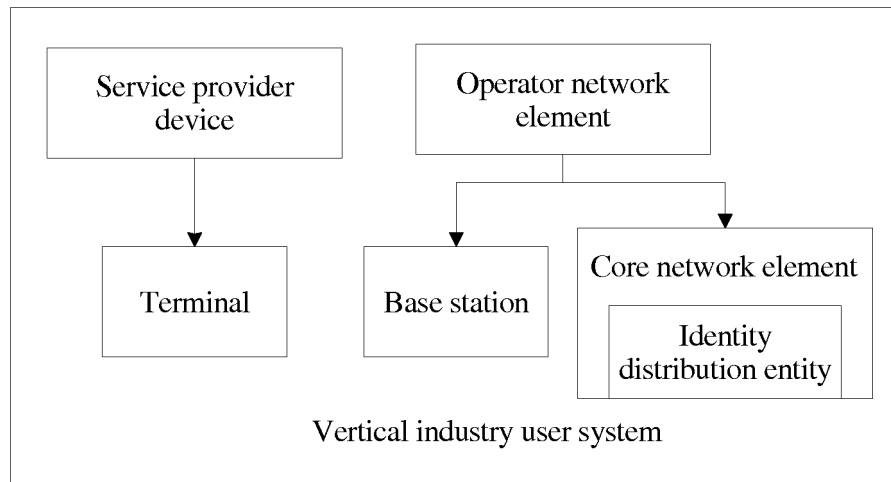 Service provider
device
Operator network
element
Terminal
Base station
Core network element
Identity
distribution entity
Vertical industry user system